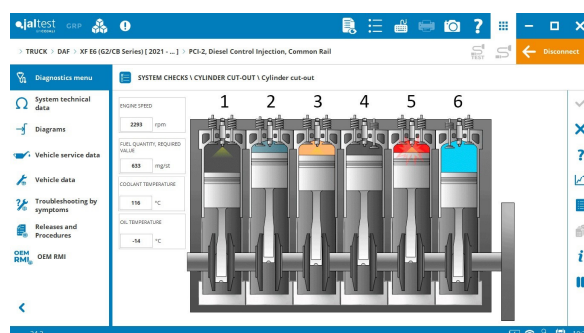 jaltest GRP
> TRUCK > DAF > XF E6 (G2/CB Series) [ 2021 - ... ] > PCI-2, Diesel Control Injection, Common Rail
TEST
Disconnect
Diagnostics menu
SYSTEM CHECKS \ CYLINDER CUT-OUT \ Cylinder cut-out
System technical
data
Diagrams
Vehicle service data
Vehicle data
Troubleshooting by
symptoms
Releases and
Procedures
OEM
RMI
OEM RMI
ENGINE SPEED
2293 rpm
FUEL QUANTITY, REQUIRED
VALUE
633 mg/st
COOLANT TEMPERATURE
116 °C
OIL TEMPERATURE
-14 °C
1 2 3 4 5 6